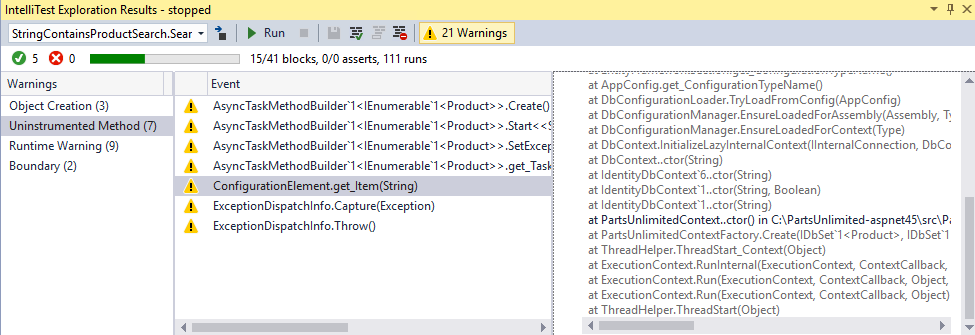 IntelliTest Exploration Results - stopped
StringContainsProductSearch.Sear
Run
21 Warnings
5
0
15/41 blocks, 0/0 asserts, 111 runs
Warnings
Object Creation (3)
Uninstrumented Method (7)
Runtime Warning (9)
Boundary (2)
Event
AsyncTaskMethodBuilder`1<IEnumerable`1<Product>>.Create()
AsyncTaskMethodBuilder`1<IEnumerable`1<Product>>.Start<<S
AsyncTaskMethodBuilder`1<IEnumerable`1<Product>>.SetExcep
AsyncTaskMethodBuilder`1<IEnumerable`1<Product>>.get_Task
ConfigurationElement.get_Item(String)
ExceptionDispatchInfo.Capture(Exception)
ExceptionDispatchInfo.Throw()
at AppConfig.get_ConfigurationTypeName()
at DbConfigurationLoader.TryLoadFromConfig(AppConfig)
at DbConfigurationManager.EnsureLoadedForAssembly(Assembly, Ty
at DbConfigurationManager.EnsureLoadedForContext(Type)
at DbContext.InitializeLazyInternalContext(IInternalConnection, DbCo
at DbContext..ctor(String)
at IdentityDbContext`6..ctor(String)
at IdentityDbContext`1..ctor(String, Boolean)
at IdentityDbContext`1..ctor(String)
at PartsUnlimitedContext..ctor() in C:\PartsUnlimited-aspnet45\src\Pa
at PartsUnlimitedContextFactory.Create(IDbSet`1<Product>, IDbSet`1
at ThreadHelper.ThreadStart_Context(Object)
at ExecutionContext.RunInternal(ExecutionContext, ContextCallback,
at ExecutionContext.Run(ExecutionContext, ContextCallback, Object,
at ExecutionContext.Run(ExecutionContext, ContextCallback, Object)
at ThreadHelper.ThreadStart(Object)